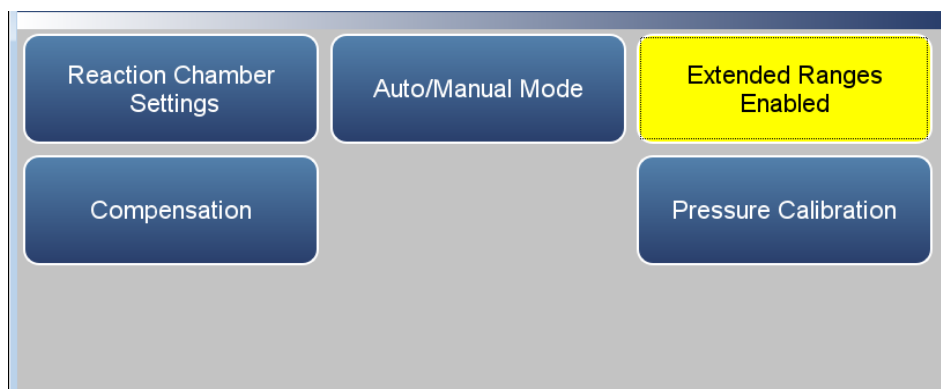 Reaction Chamber
Settings
Auto/Manual Mode
Extended Ranges
Enabled
Compensation
Pressure Calibration